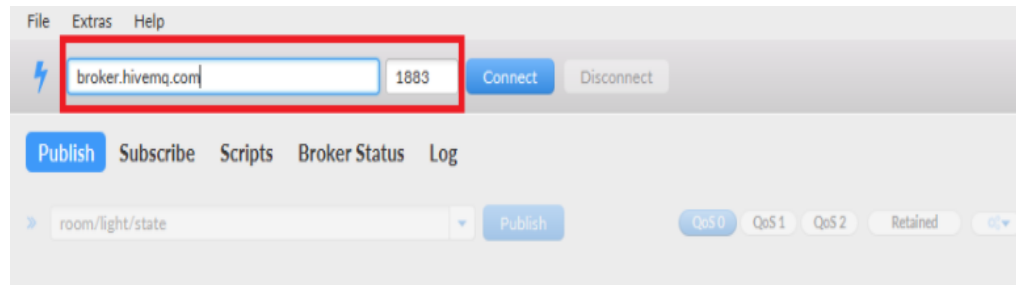 File Extras Help
broker.hivemq.com 1883 Connect Disconnect
Publish Subscribe Scripts Broker Status Log
room/light/state Publish QoS 0 QoS 1 QoS 2 Retained